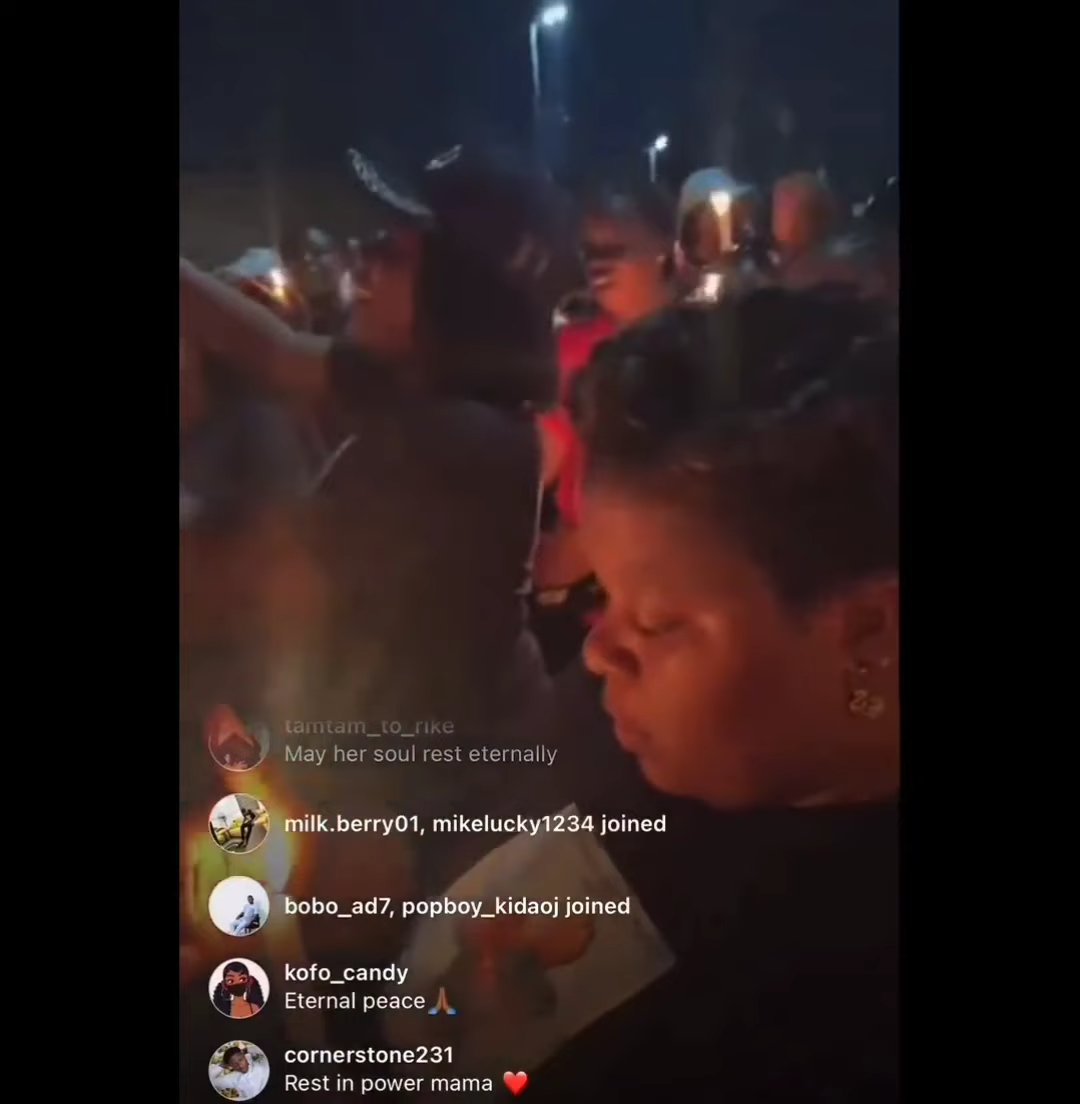 tamtam_to_rike
May her soul rest eternally
milk.berry01, mikelucky1234 joined
bobo_ad7, popboy_kidaoj joined
kofo_candy
Eternal peace🙏🏾
cornerstone231
Rest in power mama ❤️